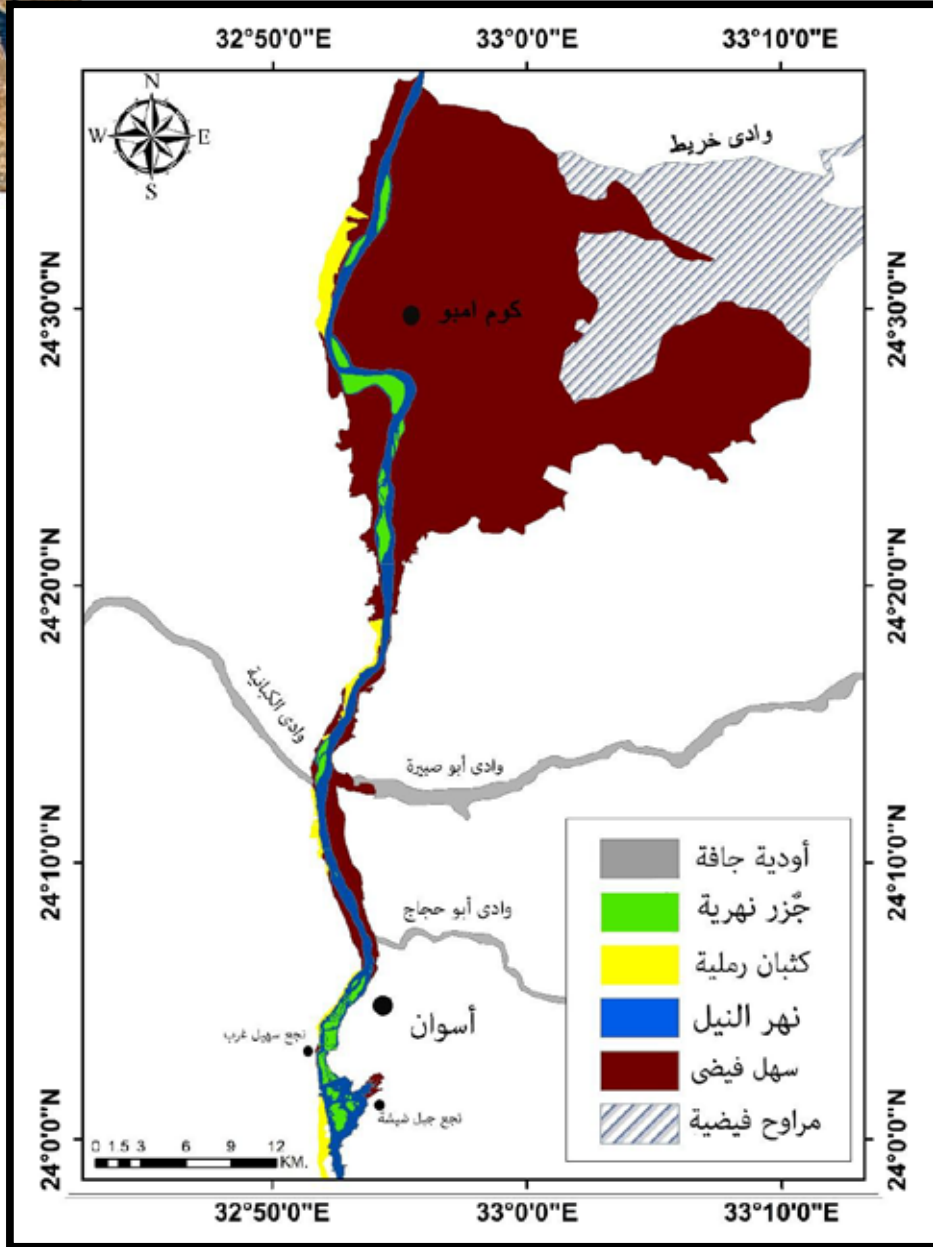 32°50'0"E 33°0'0"E 33°10'0"E
N
W E
S
وادى خريط
24°30'0"N 24°30'0"N
كوم امبو
24°20'0"N 24°20'0"N
وادى الكبانية
وادى أبو صبيرة
24°10'0"N 24°10'0"N
وادى أبو حجاج
أسوان
نجع سهيل غرب
نجع جبل شيشة
24°0'0"N 24°0'0"N
0 1.5 3 6 9 12
KM.
أودية جافة
جٌزر نهرية
كثبان رملية
نهر النيل
سهل فيضى
مراوح فيضية
32°50'0"E 33°0'0"E 33°10'0"E